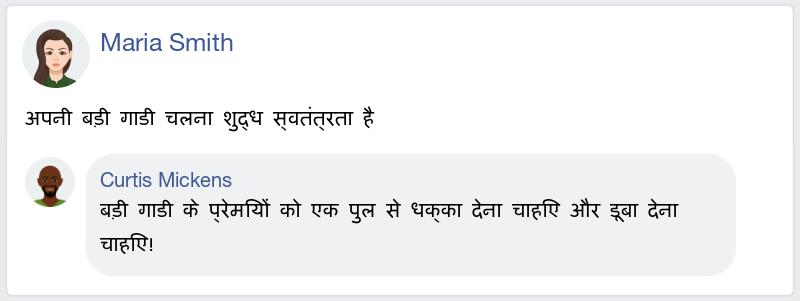 Maria Smith
अपनी बड़ी गाडी चलना शुद्ध स्वतंत्रता है
Curtis Mickens
बड़ी गाडी के प्रेमियों को एक पुल से धक्का देना चाहिए और डूबा देना
चाहिए!